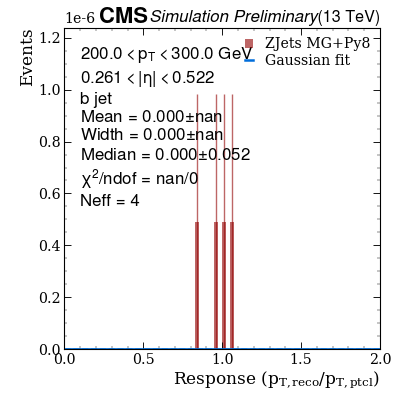 1e-6 CMS Simulation Preliminary (13 TeV)
Events
200.0 < pT < 300.0 GeV
0.261 < |η| < 0.522
b jet
Mean = 0.000±nan
Width = 0.000±nan
Median = 0.000±0.052
χ²/ndof = nan/0
Neff = 4
ZJets MG+Py8
Gaussian fit
1.2
1.0
0.8
0.6
0.4
0.2
0.0
0.0 0.5 1.0 1.5 2.0
Response (pT,reco/pT,ptcl)